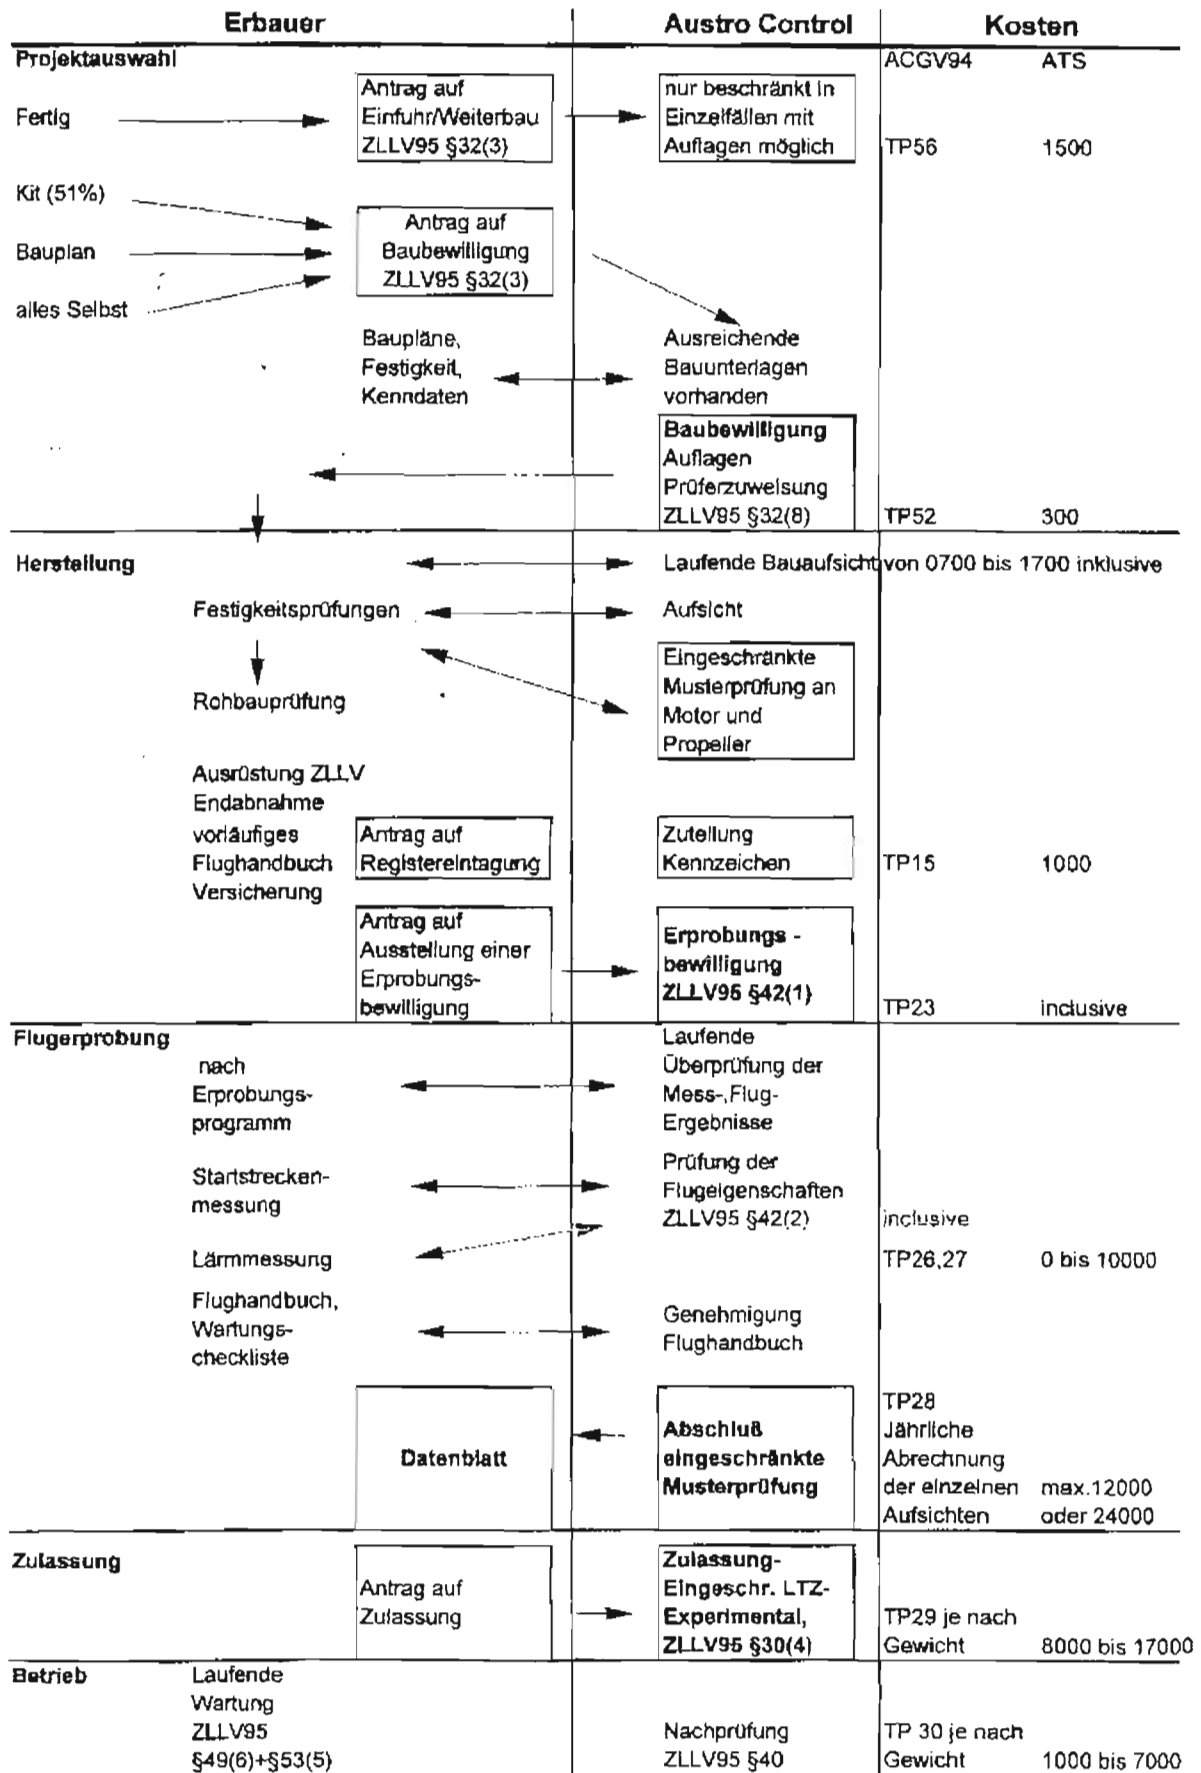 Erbauer Austro Control Kosten
Projektauswahl ACGV94 ATS
Fertig
Antrag auf
Einfuhr/Weiterbau
ZLLV95 §32(3)
nur beschränkt in
Einzelfällen mit
Auflagen möglich
TP56 1500
Kit (51%)
Bauplan
alles Selbst
Antrag auf
Baubewilligung
ZLLV95 §32(3)
Baupläne,
Festigkeit,
Kenndaten
Ausreichende
Bauunterlagen
vorhanden
Baubewilligung
Auflagen
Prüferzuweisung
ZLLV95 §32(8)
TP52 300
Herstellung
Laufende Bauaufsicht von 0700 bis 1700 inklusive
Festigkeitsprüfungen
Aufsicht
Rohbauprüfung
Eingeschränkte
Musterprüfung an
Motor und
Propeller
Ausrüstung ZLLV
Endabnahme
vorläufiges
Flughandbuch
Versicherung
Antrag auf
Registereintagung
Zuteilung
Kennzeichen
TP15 1000
Antrag auf
Ausstellung einer
Erprobungs-
bewilligung
Erprobungs -
bewilligung
ZLLV95 §42(1)
TP23 inclusive
Flugerprobung
nach
Erprobungs-
programm
Laufende
Überprüfung der
Mess-,Flug-
Ergebnisse
Startstrecken-
messung
Prüfung der
Flugeigenschaften
ZLLV95 §42(2)
inclusive
Lärmmessung
TP26,27 0 bis 10000
Flughandbuch,
Wartungs-
checkliste
Genehmigung
Flughandbuch
Datenblatt
Abschluß
eingeschränkte
Musterprüfung
TP28
Jährliche
Abrechnung
der einzelnen max.12000
Aufsichten oder 24000
Zulassung
Antrag auf
Zulassung
Zulassung-
Eingeschr. LTZ-
Experimental,
ZLLV95 §30(4)
TP29 je nach
Gewicht 8000 bis 17000
Betrieb
Laufende
Wartung
ZLLV95
§49(6)+§53(5)
Nachprüfung
ZLLV95 §40
TP 30 je nach
Gewicht 1000 bis 7000